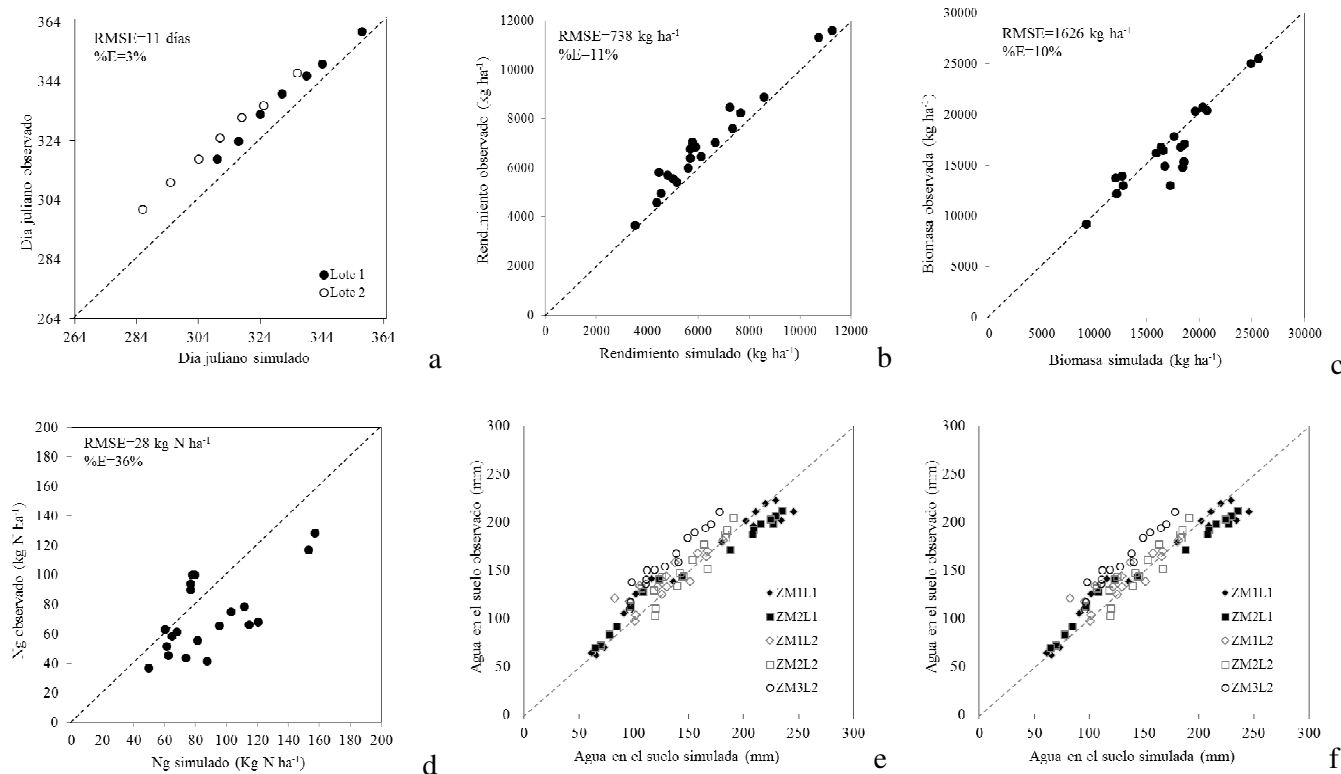 364
344
324
304
284
264
Dia juliano observado
RMSE=11 días
%E=3%
Lote 1
Lote 2
264 284 304 324 344 364
Dia juliano simulado
a
12000
10000
8000
6000
4000
2000
0
Rendimiento observado (kg ha-1)
RMSE=738 kg ha-1
%E=11%
0 2000 4000 6000 8000 10000 12000
Rendimiento simulado (kg ha-1)
b
30000
25000
20000
15000
10000
5000
0
Biomasa observada (kg ha-1)
RMSE=1626 kg ha-1
%E=10%
0 5000 10000 15000 20000 25000 30000
Biomasa simulada (kg ha-1)
c
200
180
160
140
120
100
80
60
40
20
0
Ng observado (kg N ha-1)
RMSE=28 kg N ha-1
%E=36%
0 20 40 60 80 100 120 140 160 180 200
Ng simulado (Kg N ha-1)
d
300
250
200
150
100
50
0
Agua en el suelo observado (mm)
ZM1L1
ZM2L1
ZM1L2
ZM2L2
ZM3L2
0 50 100 150 200 250 300
Agua en el suelo simulada (mm)
e
300
250
200
150
100
50
0
Agua en el suelo observado (mm)
ZM1L1
ZM2L1
ZM1L2
ZM2L2
ZM3L2
0 50 100 150 200 250 300
Agua en el suelo simulada (mm)
f